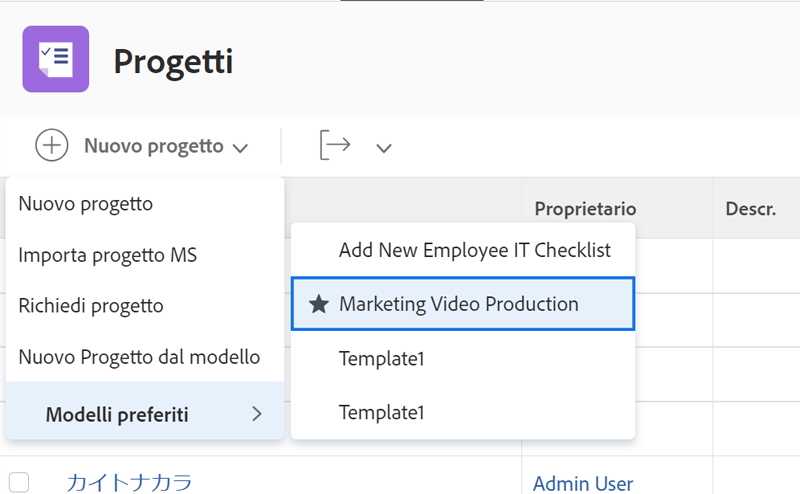 Progetti
Nuovo progetto
Proprietario
Descr.
Nuovo progetto
Importa progetto MS
Richiedi progetto
Nuovo Progetto dal modello
Modelli preferiti
Add New Employee IT Checklist
Marketing Video Production
Template1
Template1
カイトナカラ
Admin User